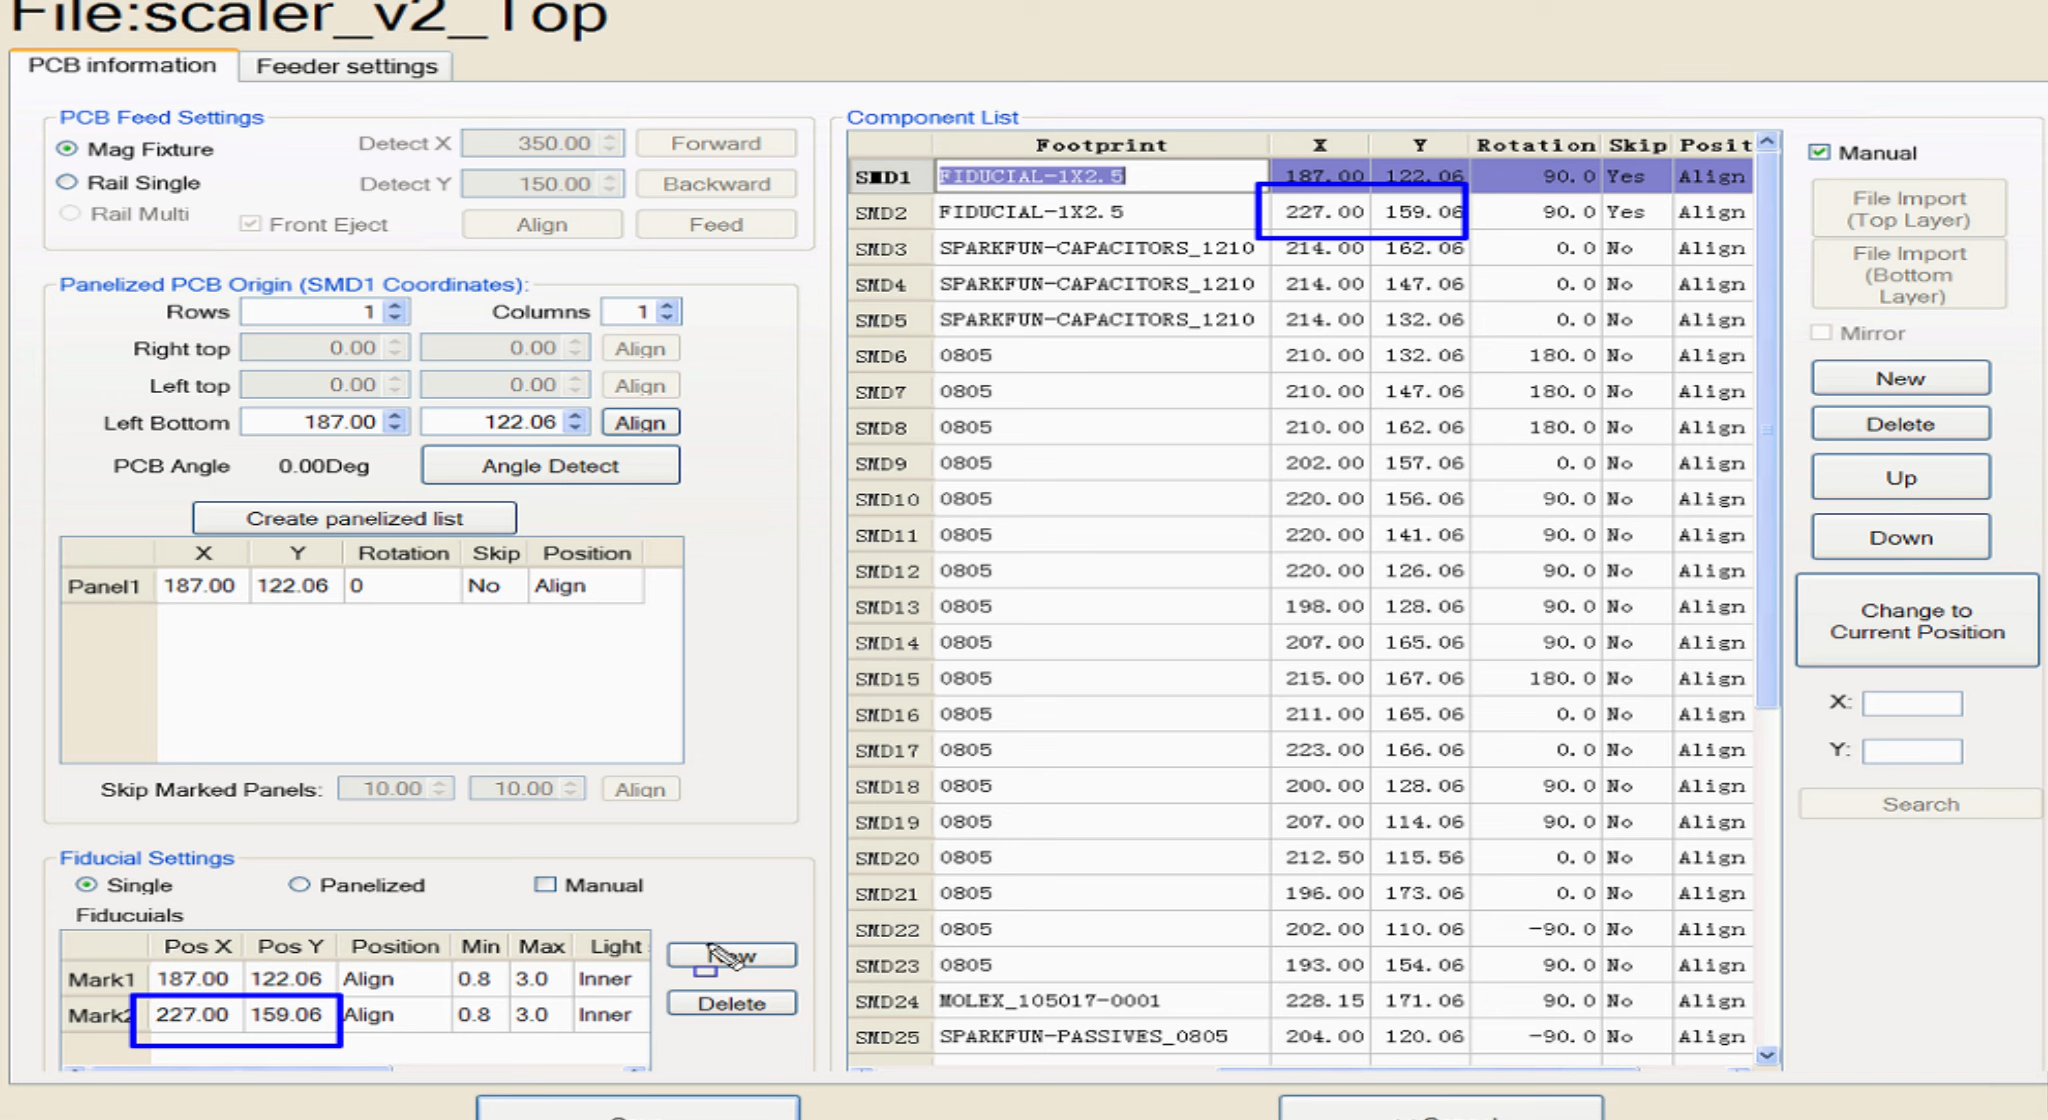 File:scaler_v2_Top
PCB information
Feeder settings
PCB Feed Settings
Mag Fixture
Detect X
350.00
Forward
Rail Single
Detect Y
150.00
Backward
Rail Multi
Front Eject
Align
Feed
Panelized PCB Origin (SMD1 Coordinates):
Rows 1 Columns 1
Right top 0.00 0.00 Align
Left top 0.00 0.00 Align
Left Bottom 187.00 122.06 Align
PCB Angle 0.00Deg Angle Detect
Create panelized list
X Y Rotation Skip Position
Panel1 187.00 122.06 0 No Align
Skip Marked Panels: 10.00 10.00 Align
Fiducial Settings
Single Panelized Manual
Fiducuials
Pos X Pos Y Position Min Max Light
Mark1 187.00 122.06 Align 0.8 3.0 Inner
Mark2 227.00 159.06 Align 0.8 3.0 Inner
New
Delete
Component List
Footprint X Y Rotation Skip Posit
SMD1 FIDUCIAL-1X2.5 187.00 122.06 90.0 Yes Align
SMD2 FIDUCIAL-1X2.5 227.00 159.06 90.0 Yes Align
SMD3 SPARKFUN-CAPACITORS_1210 214.00 162.06 0.0 No Align
SMD4 SPARKFUN-CAPACITORS_1210 214.00 147.06 0.0 No Align
SMD5 SPARKFUN-CAPACITORS_1210 214.00 132.06 0.0 No Align
SMD6 0805 210.00 132.06 180.0 No Align
SMD7 0805 210.00 147.06 180.0 No Align
SMD8 0805 210.00 162.06 180.0 No Align
SMD9 0805 202.00 157.06 0.0 No Align
SMD10 0805 220.00 156.06 90.0 No Align
SMD11 0805 220.00 141.06 90.0 No Align
SMD12 0805 220.00 126.06 90.0 No Align
SMD13 0805 198.00 128.06 90.0 No Align
SMD14 0805 207.00 165.06 90.0 No Align
SMD15 0805 215.00 167.06 180.0 No Align
SMD16 0805 211.00 165.06 0.0 No Align
SMD17 0805 223.00 166.06 0.0 No Align
SMD18 0805 200.00 128.06 90.0 No Align
SMD19 0805 207.00 114.06 90.0 No Align
SMD20 0805 212.50 115.56 0.0 No Align
SMD21 0805 196.00 173.06 0.0 No Align
SMD22 0805 202.00 110.06 -90.0 No Align
SMD23 0805 193.00 154.06 90.0 No Align
SMD24 MOLEX_105017-0001 228.15 171.06 90.0 No Align
SMD25 SPARKFUN-PASSIVES_0805 204.00 120.06 -90.0 No Align
Manual
File Import
(Top Layer)
File Import
(Bottom
Layer)
Mirror
New
Delete
Up
Down
Change to
Current Position
X:
Y:
Search